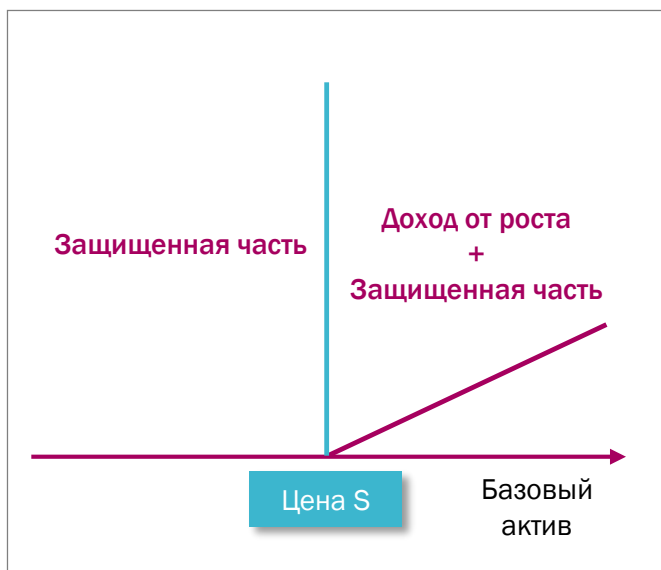 Защищенная часть
Доход от роста
+
Защищенная часть
Цена S
Базовый
актив